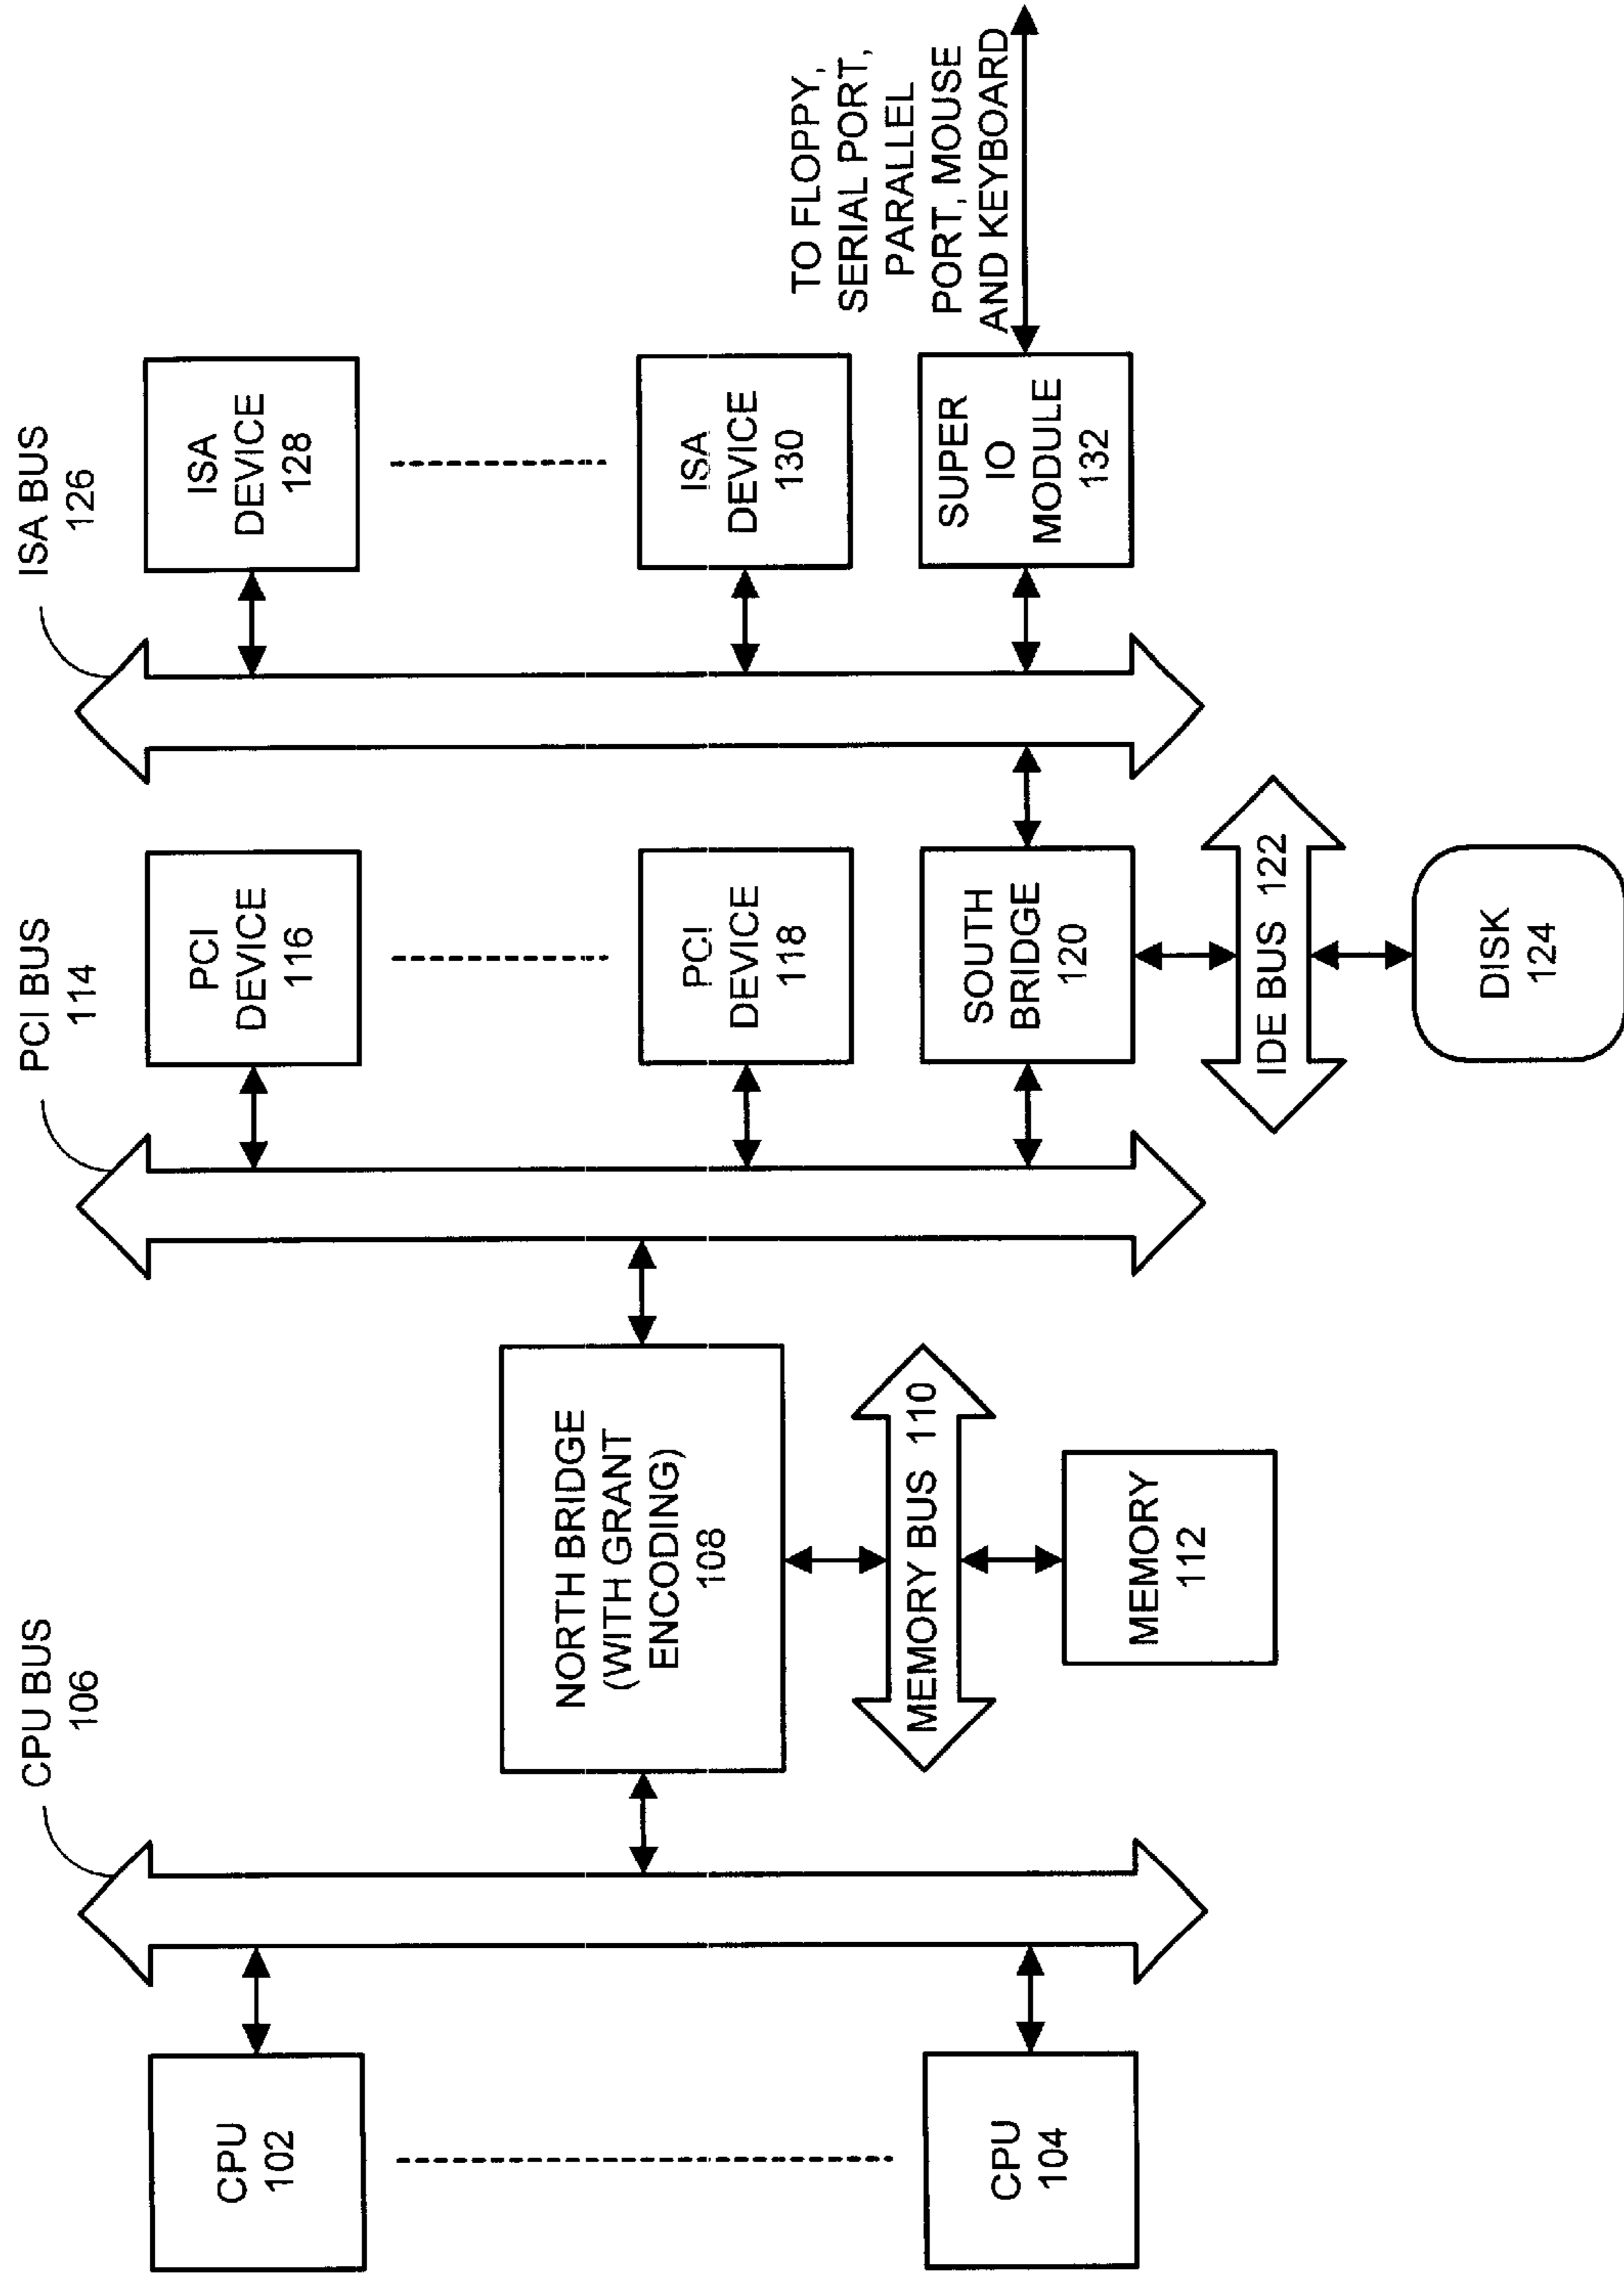 CPU BUS
106
PCI BUS
114
ISA BUS
126
CPU
102
CPU
104
NORTH BRIDGE
(WITH GRANT
ENCODING)
108
MEMORY BUS 110
MEMORY
112
PCI
DEVICE
116
PCI
DEVICE
118
SOUTH
BRIDGE
120
IDE BUS 122
DISK
124
ISA
DEVICE
128
ISA
DEVICE
130
SUPER
IO
MODULE
132
TO FLOPPY,
SERIAL PORT,
PARALLEL
PORT, MOUSE
AND KEYBOARD